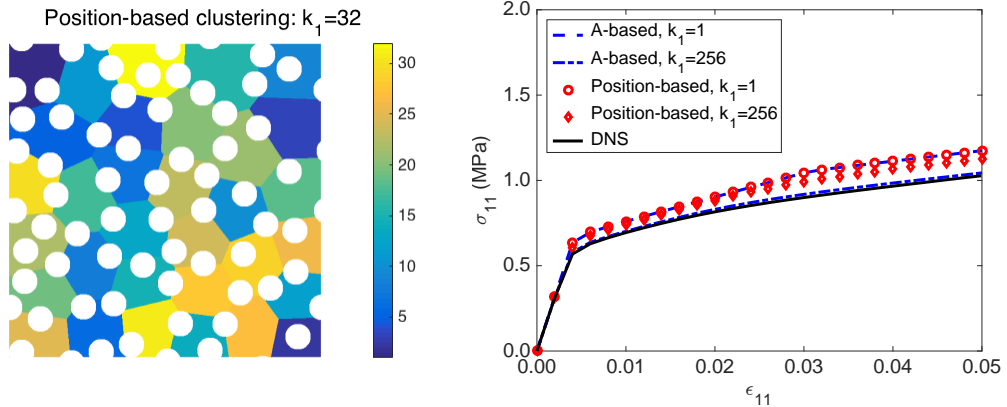 Position-based clustering: k₁=32
30
25
20
15
10
5
2.0
1.5
1.0
0.5
0.0
0.00
0.01
0.02
0.03
0.04
0.05
σ₁₁ (MPa)
ϵ₁₁
A-based, k₁=1
A-based, k₁=256
Position-based, k₁=1
Position-based, k₁=256
DNS